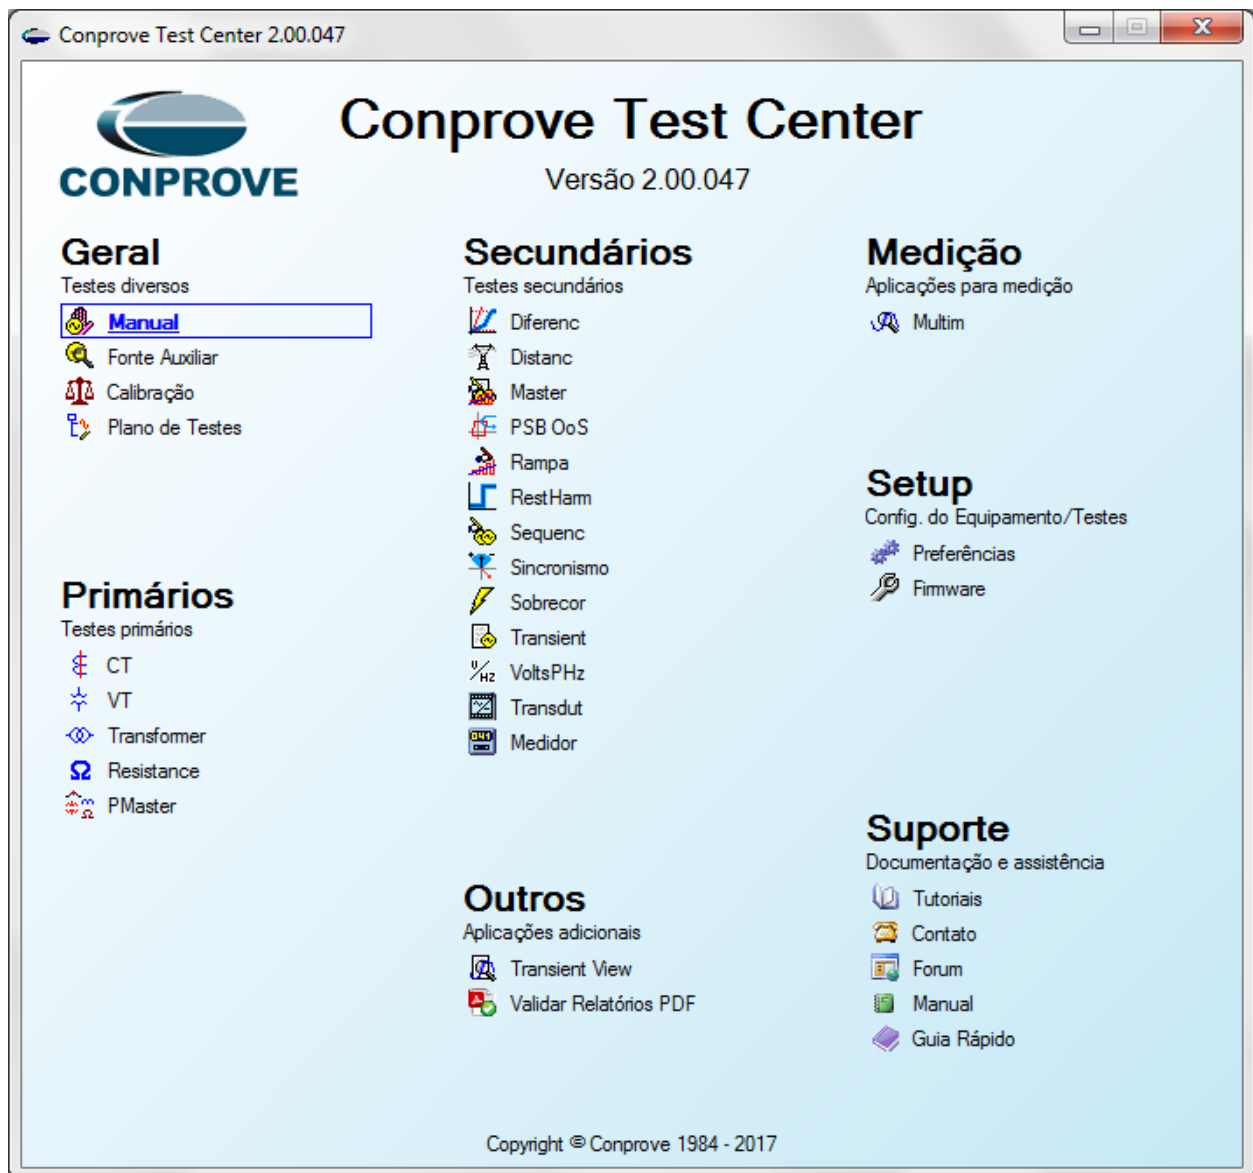 Conprove Test Center 2.00.047
CONPROVE
Conprove Test Center
Versão 2.00.047
Geral
Testes diversos
Manual
Fonte Auxiliar
Calibração
Plano de Testes
Primários
Testes primários
CT
VT
Transformer
Resistance
PMaster
Secundários
Testes secundários
Diferenc
Distanc
Master
PSB OoS
Rampa
RestHarm
Sequenc
Sincronismo
Sobrecor
Transient
VoltsPHz
Transdut
Medidor
Outros
Aplicações adicionais
Transient View
Validar Relatórios PDF
Medição
Aplicações para medição
Multim
Setup
Config. do Equipamento/Testes
Preferências
Firmware
Suporte
Documentação e assistência
Tutoriais
Contato
Forum
Manual
Guia Rápido
Copyright © Conprove 1984 - 2017